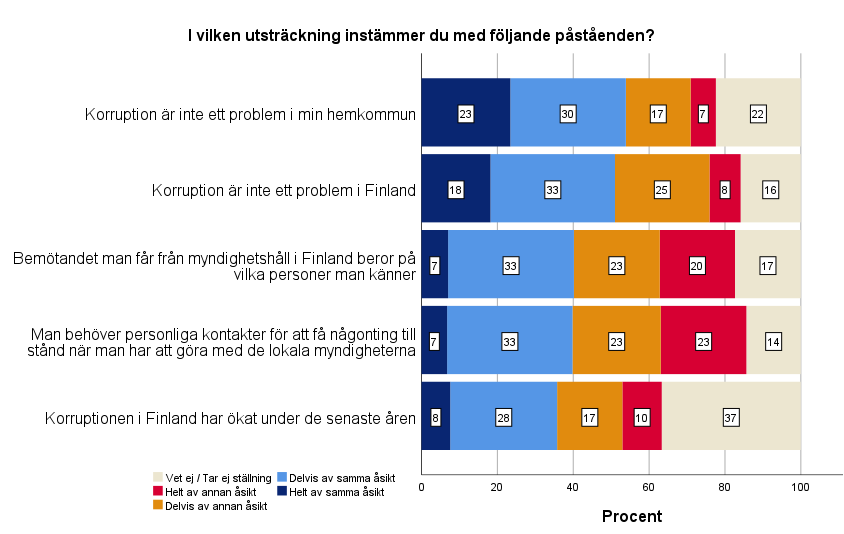 I vilken utsträckning instämmer du med följande påståenden?
Korruption är inte ett problem i min hemkommun
23 30 17 7 22
Korruption är inte ett problem i Finland
18 33 25 8 16
Bemötandet man får från myndighetshåll i Finland beror på
vilka personer man känner
7 33 23 20 17
Man behöver personliga kontakter för att få någonting till
stånd när man har att göra med de lokala myndigheterna
7 33 23 23 14
Korruptionen i Finland har ökat under de senaste åren
8 28 17 10 37
0 20 40 60 80 100
Procent
Vet ej / Tar ej ställning Delvis av samma åsikt
Helt av annan åsikt Helt av samma åsikt
Delvis av annan åsikt